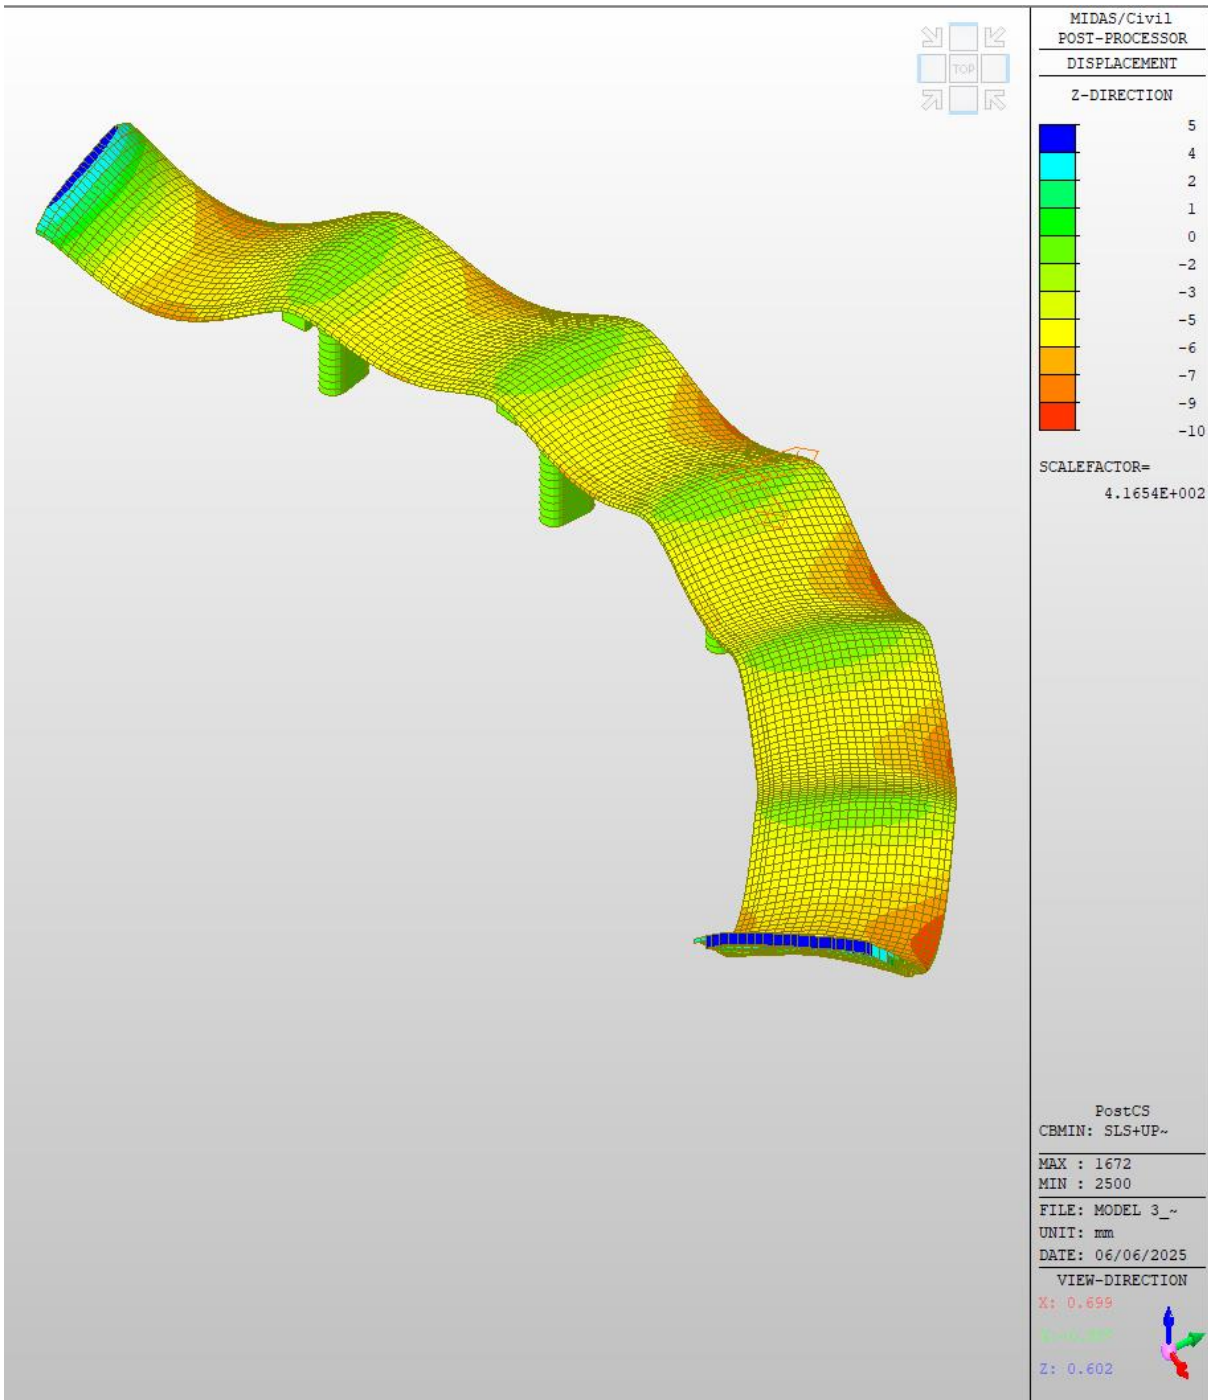 TOP
MIDAS/Civil
POST-PROCESSOR
DISPLACEMENT
Z-DIRECTION
5
4
2
1
0
-2
-3
-5
-6
-7
-9
-10
SCALEFACTOR=
4.1654E+002
PostCS
CBMIN: SLS+UP~
MAX : 1672
MIN : 2500
FILE: MODEL 3_~
UNIT: mm
DATE: 06/06/2025
VIEW-DIRECTION
X: 0.699
Z: 0.602